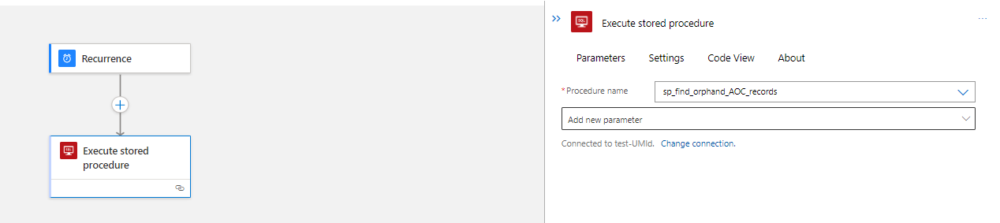 Recurrence
Execute stored
procedure
SQL
Execute stored procedure
Parameters Settings Code View About
*Procedure name sp_find_orphand_AOC_records
Add new parameter
Connected to test-UMId. Change connection.